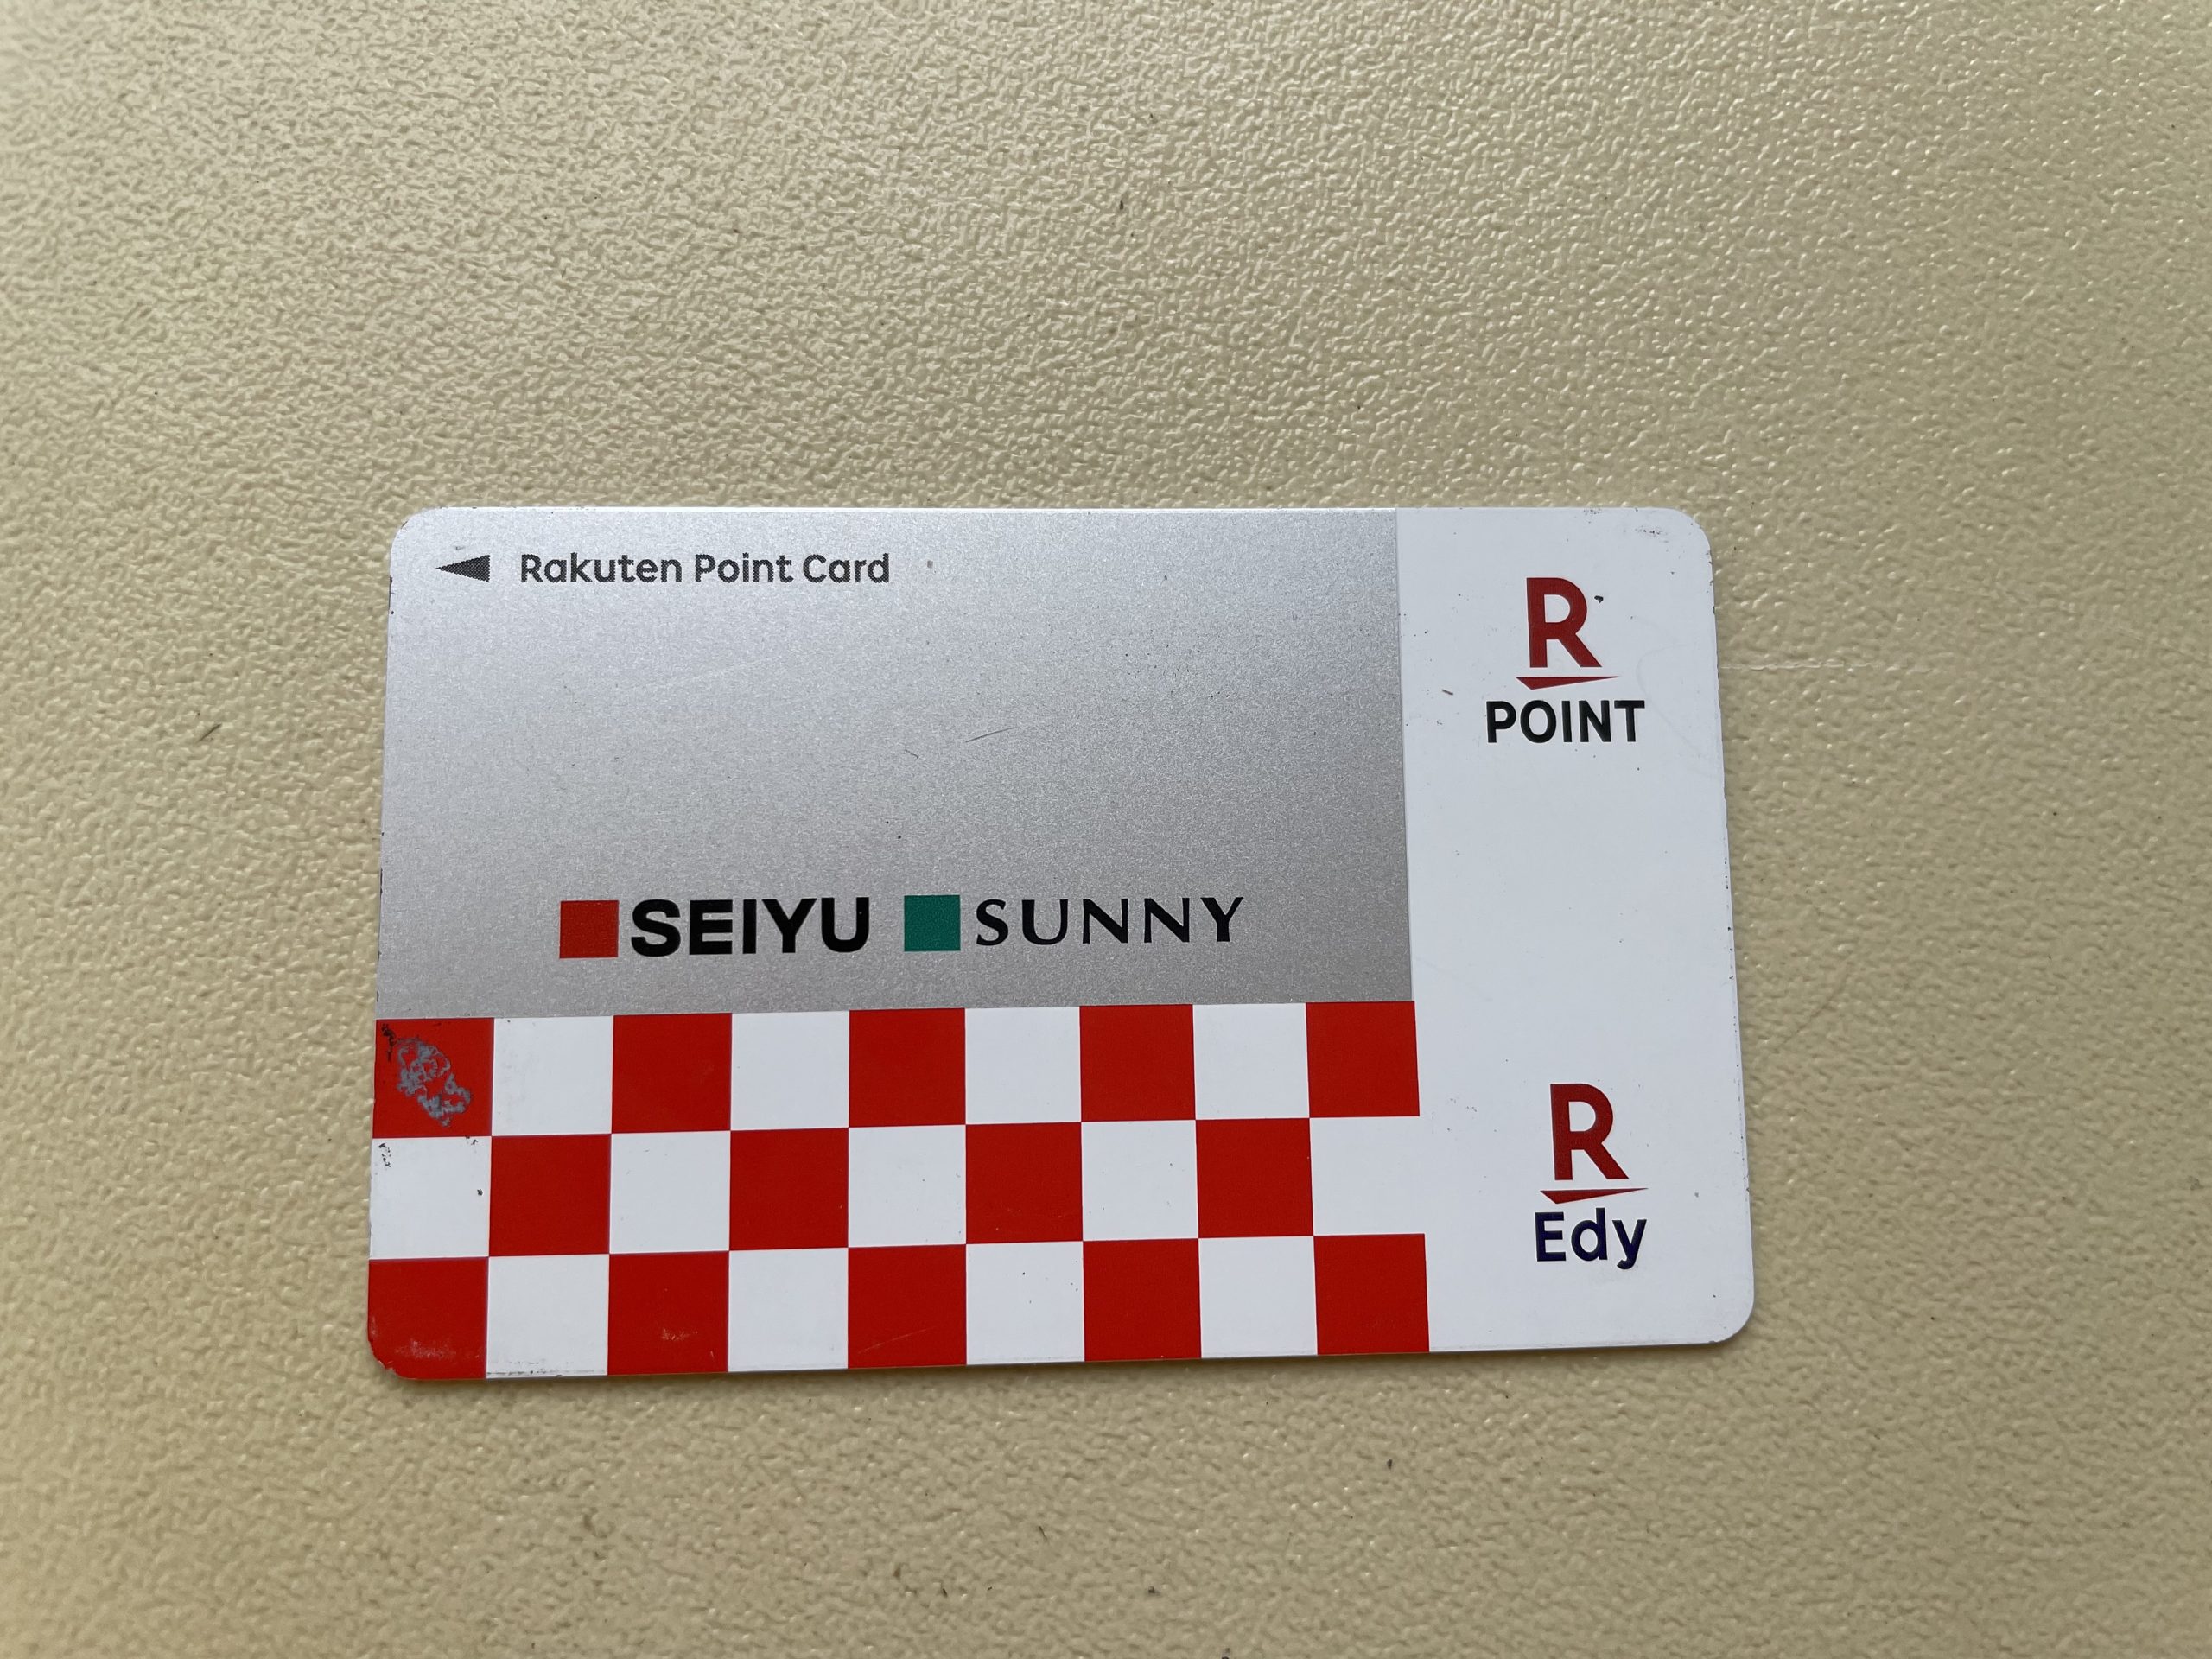 Rakuten Point Card
R
POINT
SEIYU SUNNY
R
Edy